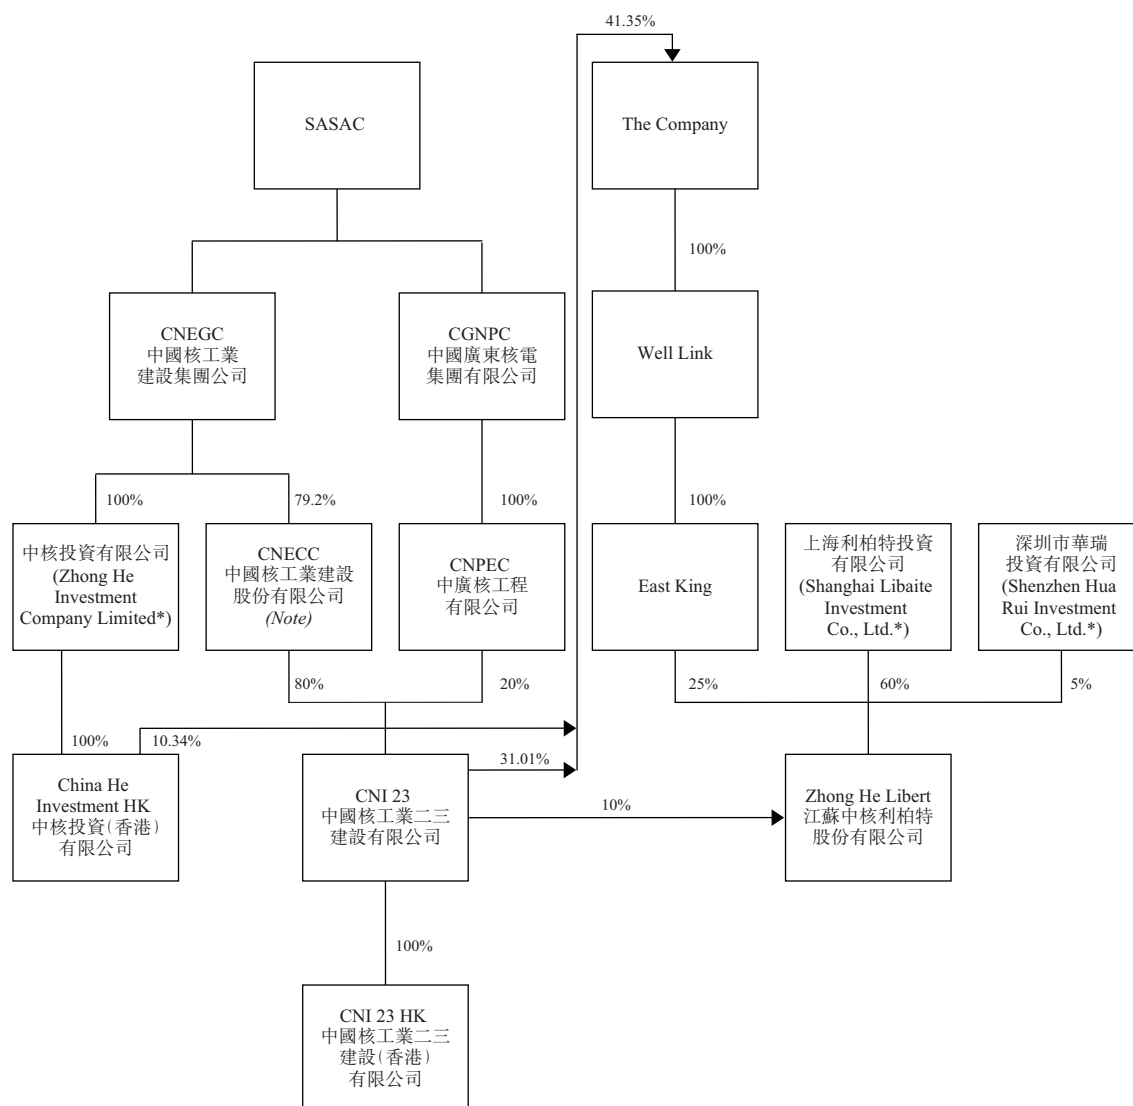 41.35%
SASAC
The Company
100%
CNEGC
中國核工業
建設集團公司
CGNPC
中國廣東核電
集團有限公司
Well Link
100%
79.2%
100%
100%
中核投資有限公司
(Zhong He
Investment
Company Limited*)
CNECC
中國核工業建設
股份有限公司
(Note)
CNPEC
中廣核工程
有限公司
East King
上海利柏特投資
有限公司
(Shanghai Libaite
Investment
Co., Ltd.*)
深圳市華瑞
投資有限公司
(Shenzhen Hua
Rui Investment
Co., Ltd.*)
80%
20%
25%
60%
5%
100%
10.34%
31.01%
China He
Investment HK
中核投資(香港)
有限公司
CNI 23
中國核工業二三
建設有限公司
10%
Zhong He Libert
江蘇中核利柏特
股份有限公司
100%
CNI 23 HK
中國核工業二三
建設(香港)
有限公司